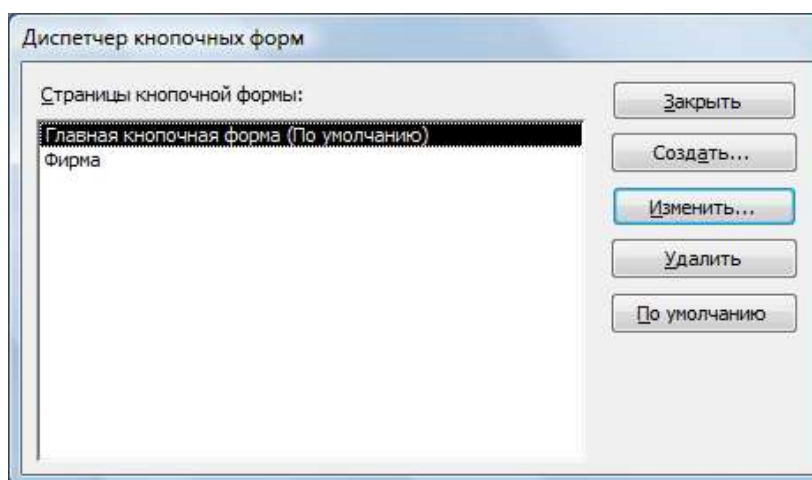 Диспетчер кнопочных форм
Страницы кнопочной формы:
Главная кнопочная форма (По умолчанию)
Фирма
Закрыть
Создать...
Изменить...
Удалить
По умолчанию